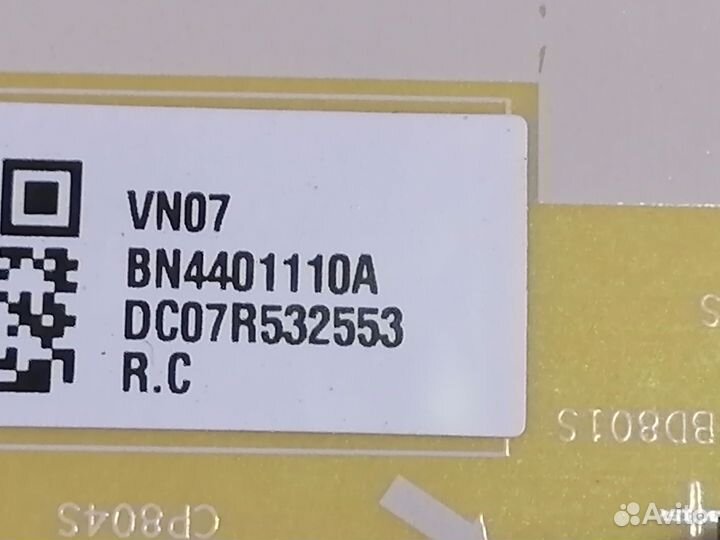 VN07
BN4401110A
DC07R532553
R.C
S
BD801S
CP804S
Avito